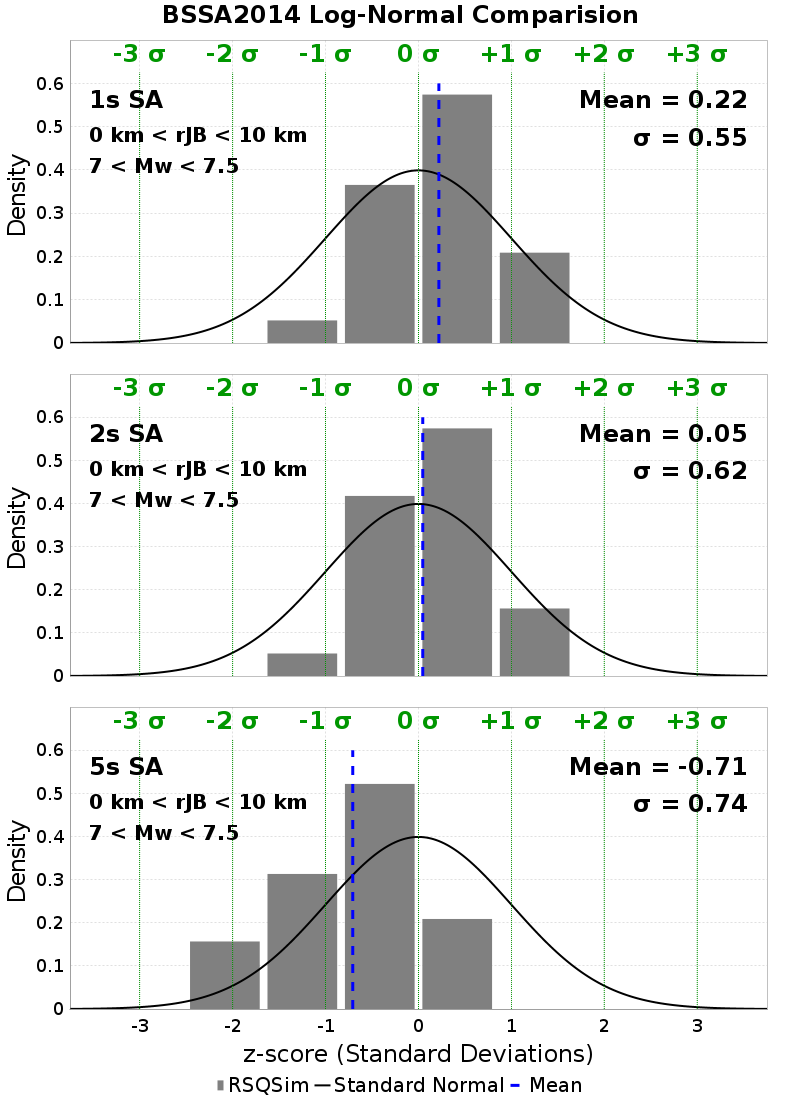 BSSA2014 Log-Normal Comparision
-3 σ -2 σ -1 σ 0 σ +1 σ +2 σ +3 σ
1s SA
0 km < rJB < 10 km
7 < Mw < 7.5
Mean = 0.22
σ = 0.55
Density
0.6
0.5
0.4
0.3
0.2
0.1
0
-3 σ -2 σ -1 σ 0 σ +1 σ +2 σ +3 σ
2s SA
0 km < rJB < 10 km
7 < Mw < 7.5
Mean = 0.05
σ = 0.62
Density
0.6
0.5
0.4
0.3
0.2
0.1
0
-3 σ -2 σ -1 σ 0 σ +1 σ +2 σ +3 σ
5s SA
0 km < rJB < 10 km
7 < Mw < 7.5
Mean = -0.71
σ = 0.74
Density
0.6
0.5
0.4
0.3
0.2
0.1
0
-3 -2 -1 0 1 2 3
z-score (Standard Deviations)
RSQSim Standard Normal Mean